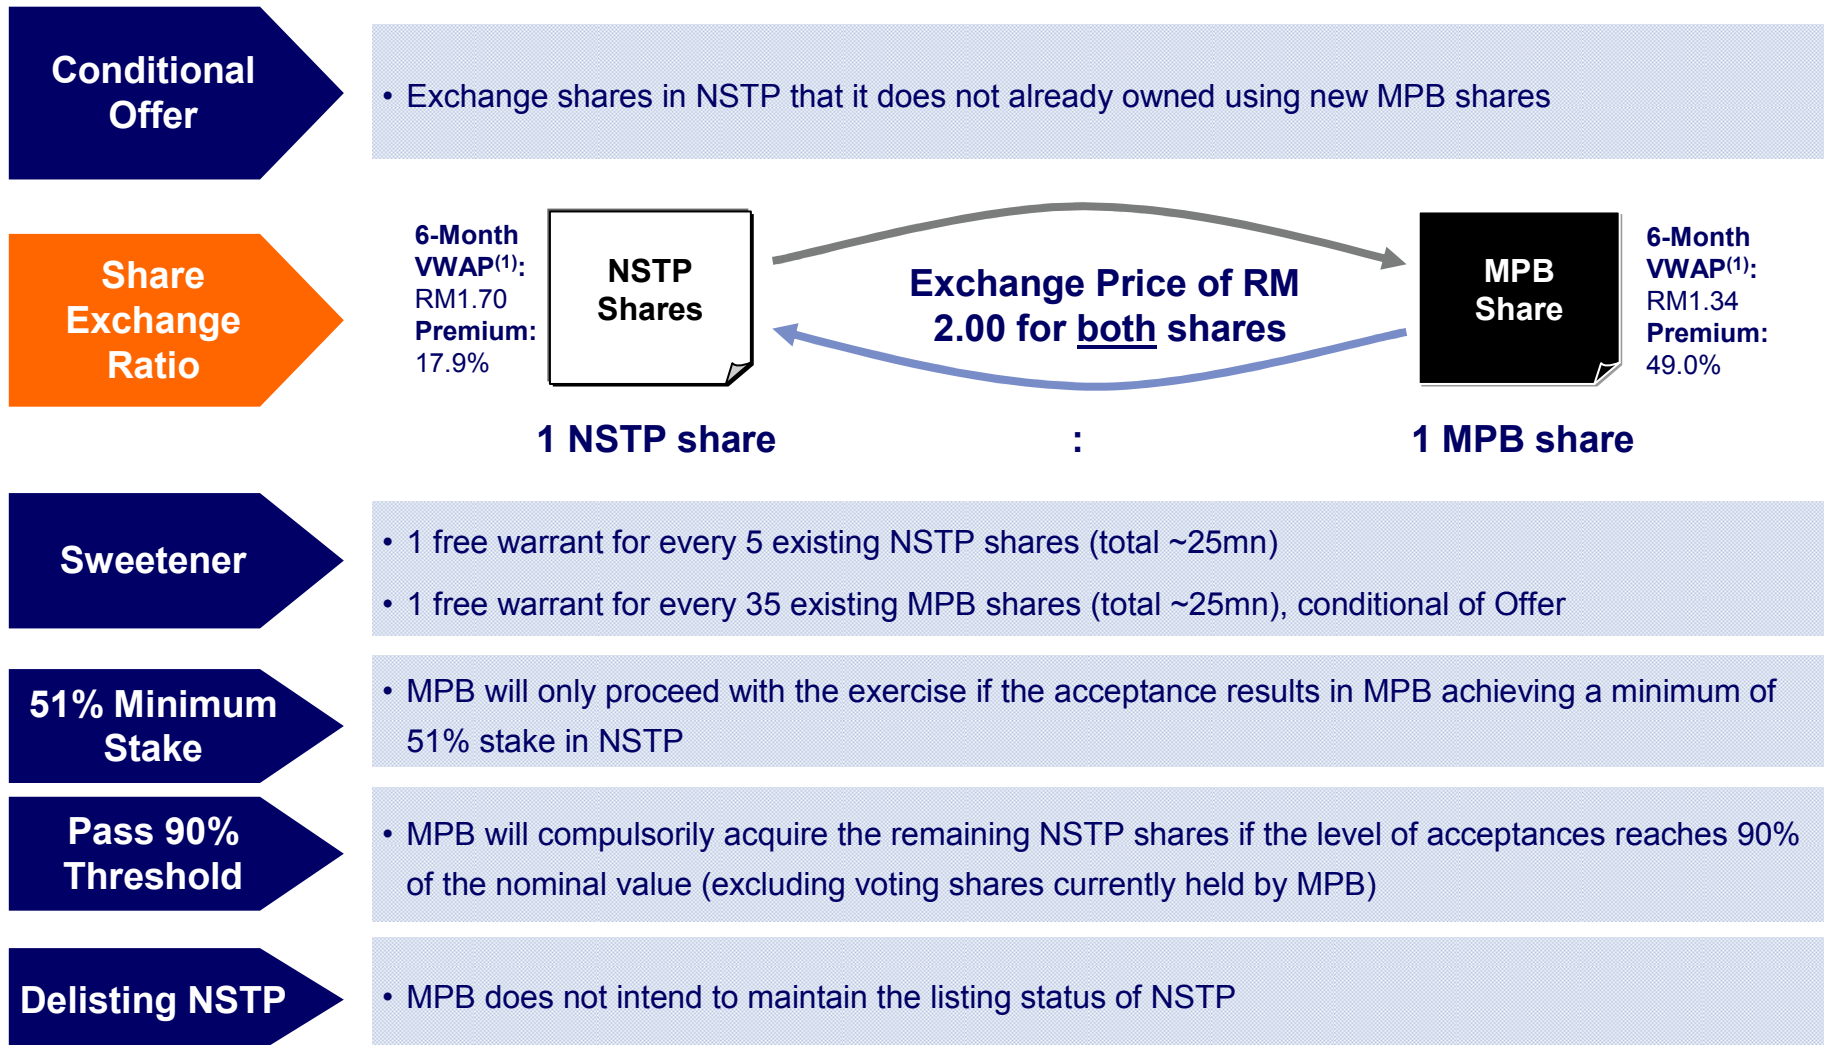 Conditional
Offer
• Exchange shares in NSTP that it does not already owned using new MPB shares
Share
Exchange
Ratio
6-Month
VWAP(1):
RM1.70
Premium:
17.9%
NSTP
Shares
Exchange Price of RM
2.00 for both shares
MPB
Share
6-Month
VWAP(1):
RM1.34
Premium:
49.0%
1 NSTP share : 1 MPB share
Sweetener
• 1 free warrant for every 5 existing NSTP shares (total ~25mn)
• 1 free warrant for every 35 existing MPB shares (total ~25mn), conditional of Offer
51% Minimum
Stake
• MPB will only proceed with the exercise if the acceptance results in MPB achieving a minimum of
51% stake in NSTP
Pass 90%
Threshold
• MPB will compulsorily acquire the remaining NSTP shares if the level of acceptances reaches 90%
of the nominal value (excluding voting shares currently held by MPB)
Delisting NSTP
• MPB does not intend to maintain the listing status of NSTP